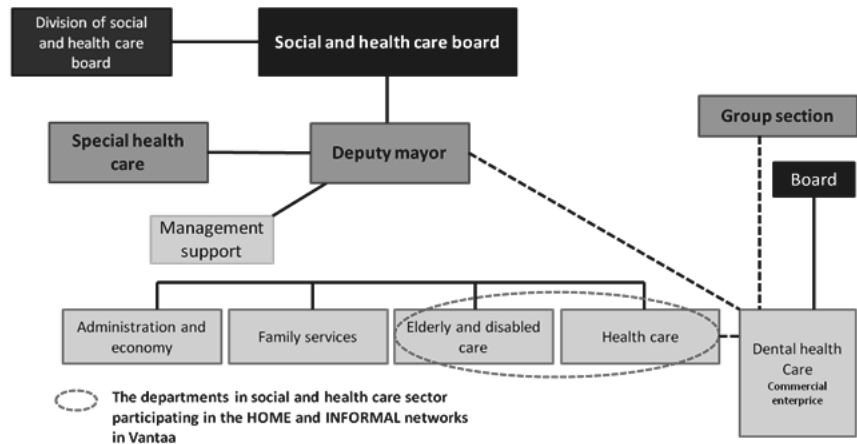 Division of social
and health care
board
Social and health care board
Group section
Special health
care
Deputy mayor
Board
Management
support
Administration and
economy
Family services
Elderly and disabled
care
Health care
Dental health
Care
Commercial
enterprice
The departments in social and health care sector
participating in the HOME and INFORMAL networks
in Vantaa